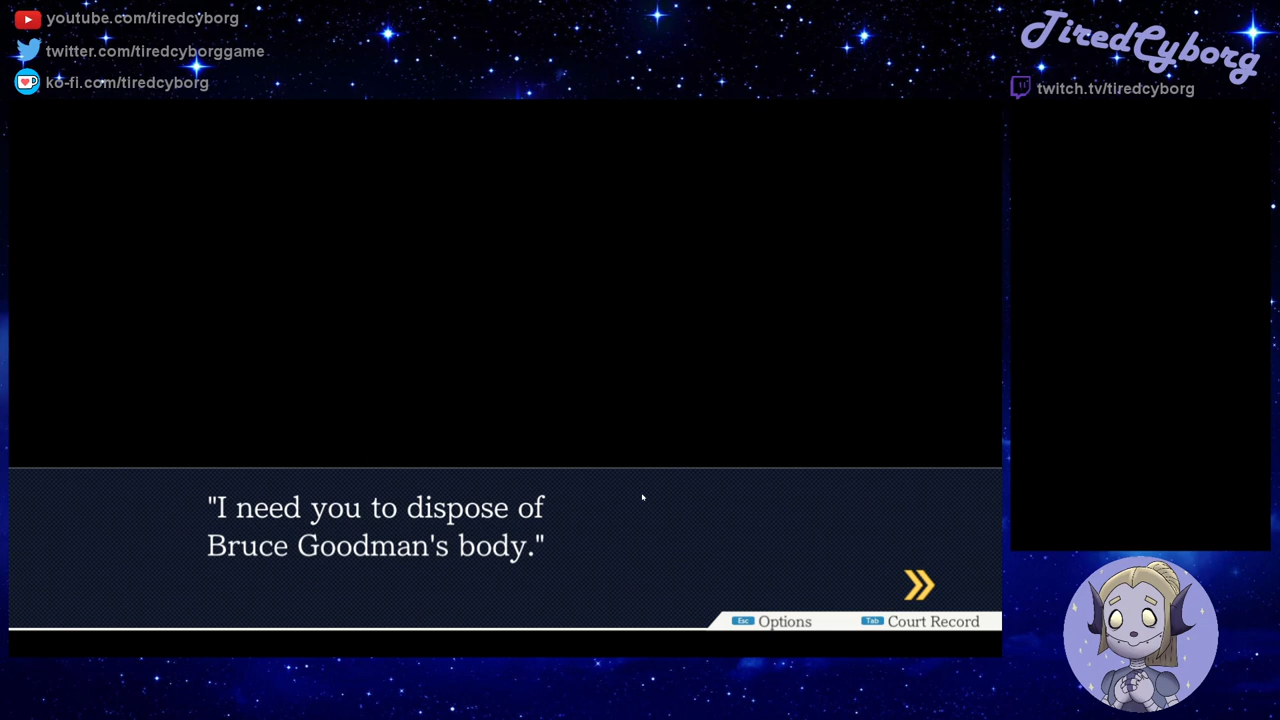 youtube.com/tiredcyborg
twitter.com/tiredcyborggame
ko-fi.com/tiredcyborg
TiredCyborg
twitch.tv/tiredcyborg
"I need you to dispose of
Bruce Goodman's body."
Esc Options Tab Court Record